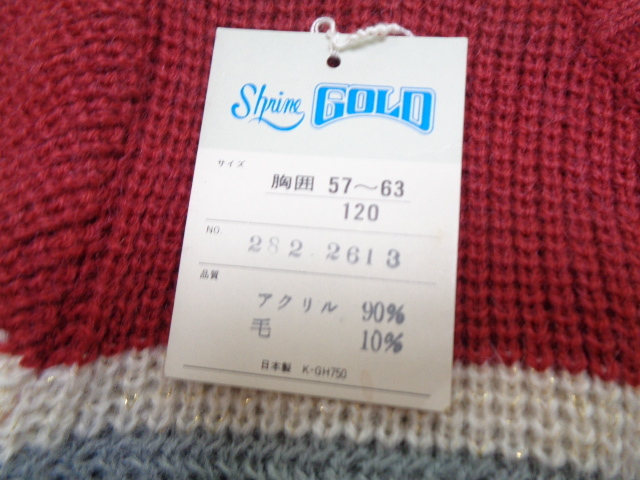 Shrine GOLD
サイズ
胸囲 57〜63
120
NO.
282.2613
品質
アクリル 90%
毛 10%
日本製 K-GH750